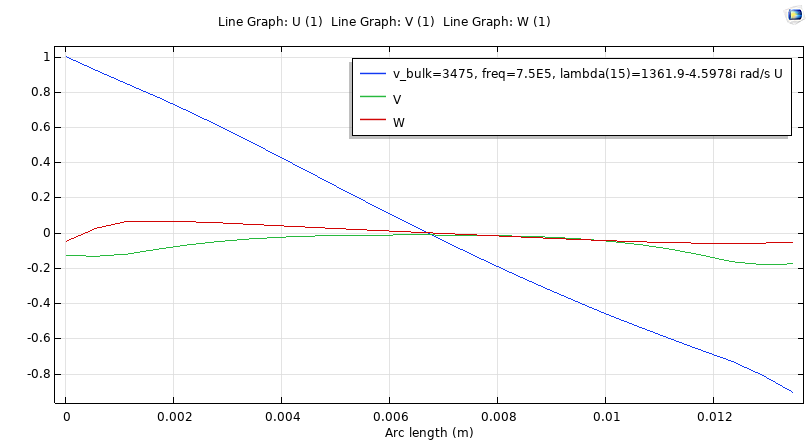 Line Graph: U (1) Line Graph: V (1) Line Graph: W (1)
v_bulk=3475, freq=7.5E5, lambda(15)=1361.9-4.5978i rad/s U
V
W
1
0.8
0.6
0.4
0.2
0
-0.2
-0.4
-0.6
-0.8
0 0.002 0.004 0.006 0.008 0.01 0.012
Arc length (m)